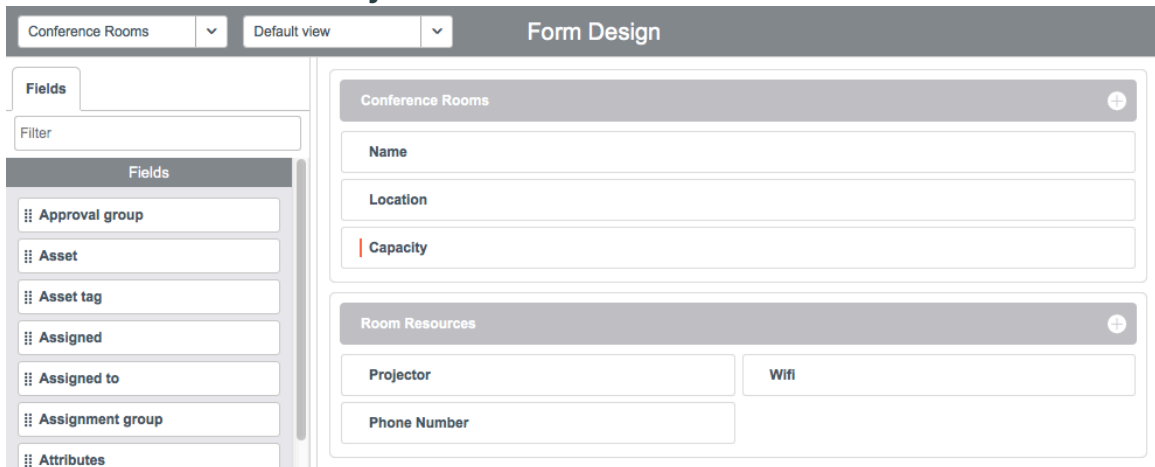 Conference Rooms Default view Form Design
Fields
Filter
Fields
Approval group
Asset
Asset tag
Assigned
Assigned to
Assignment group
Attributes
Conference Rooms
Name
Location
Capacity
Room Resources
Projector Wifi
Phone Number